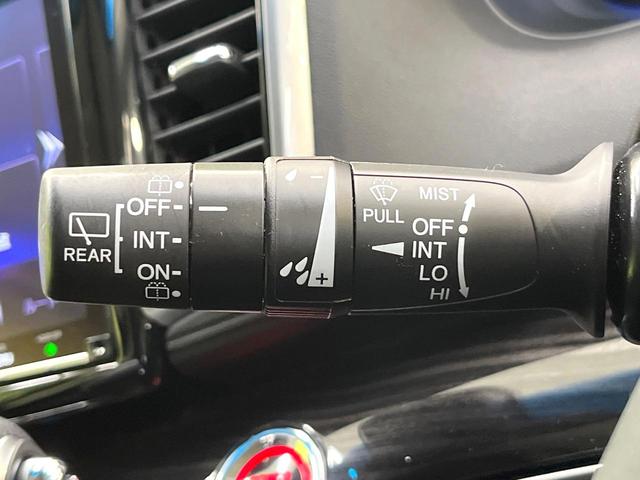 REAR
OFF
INT
ON
- +
PULL
MIST
OFF
INT
LO
HI